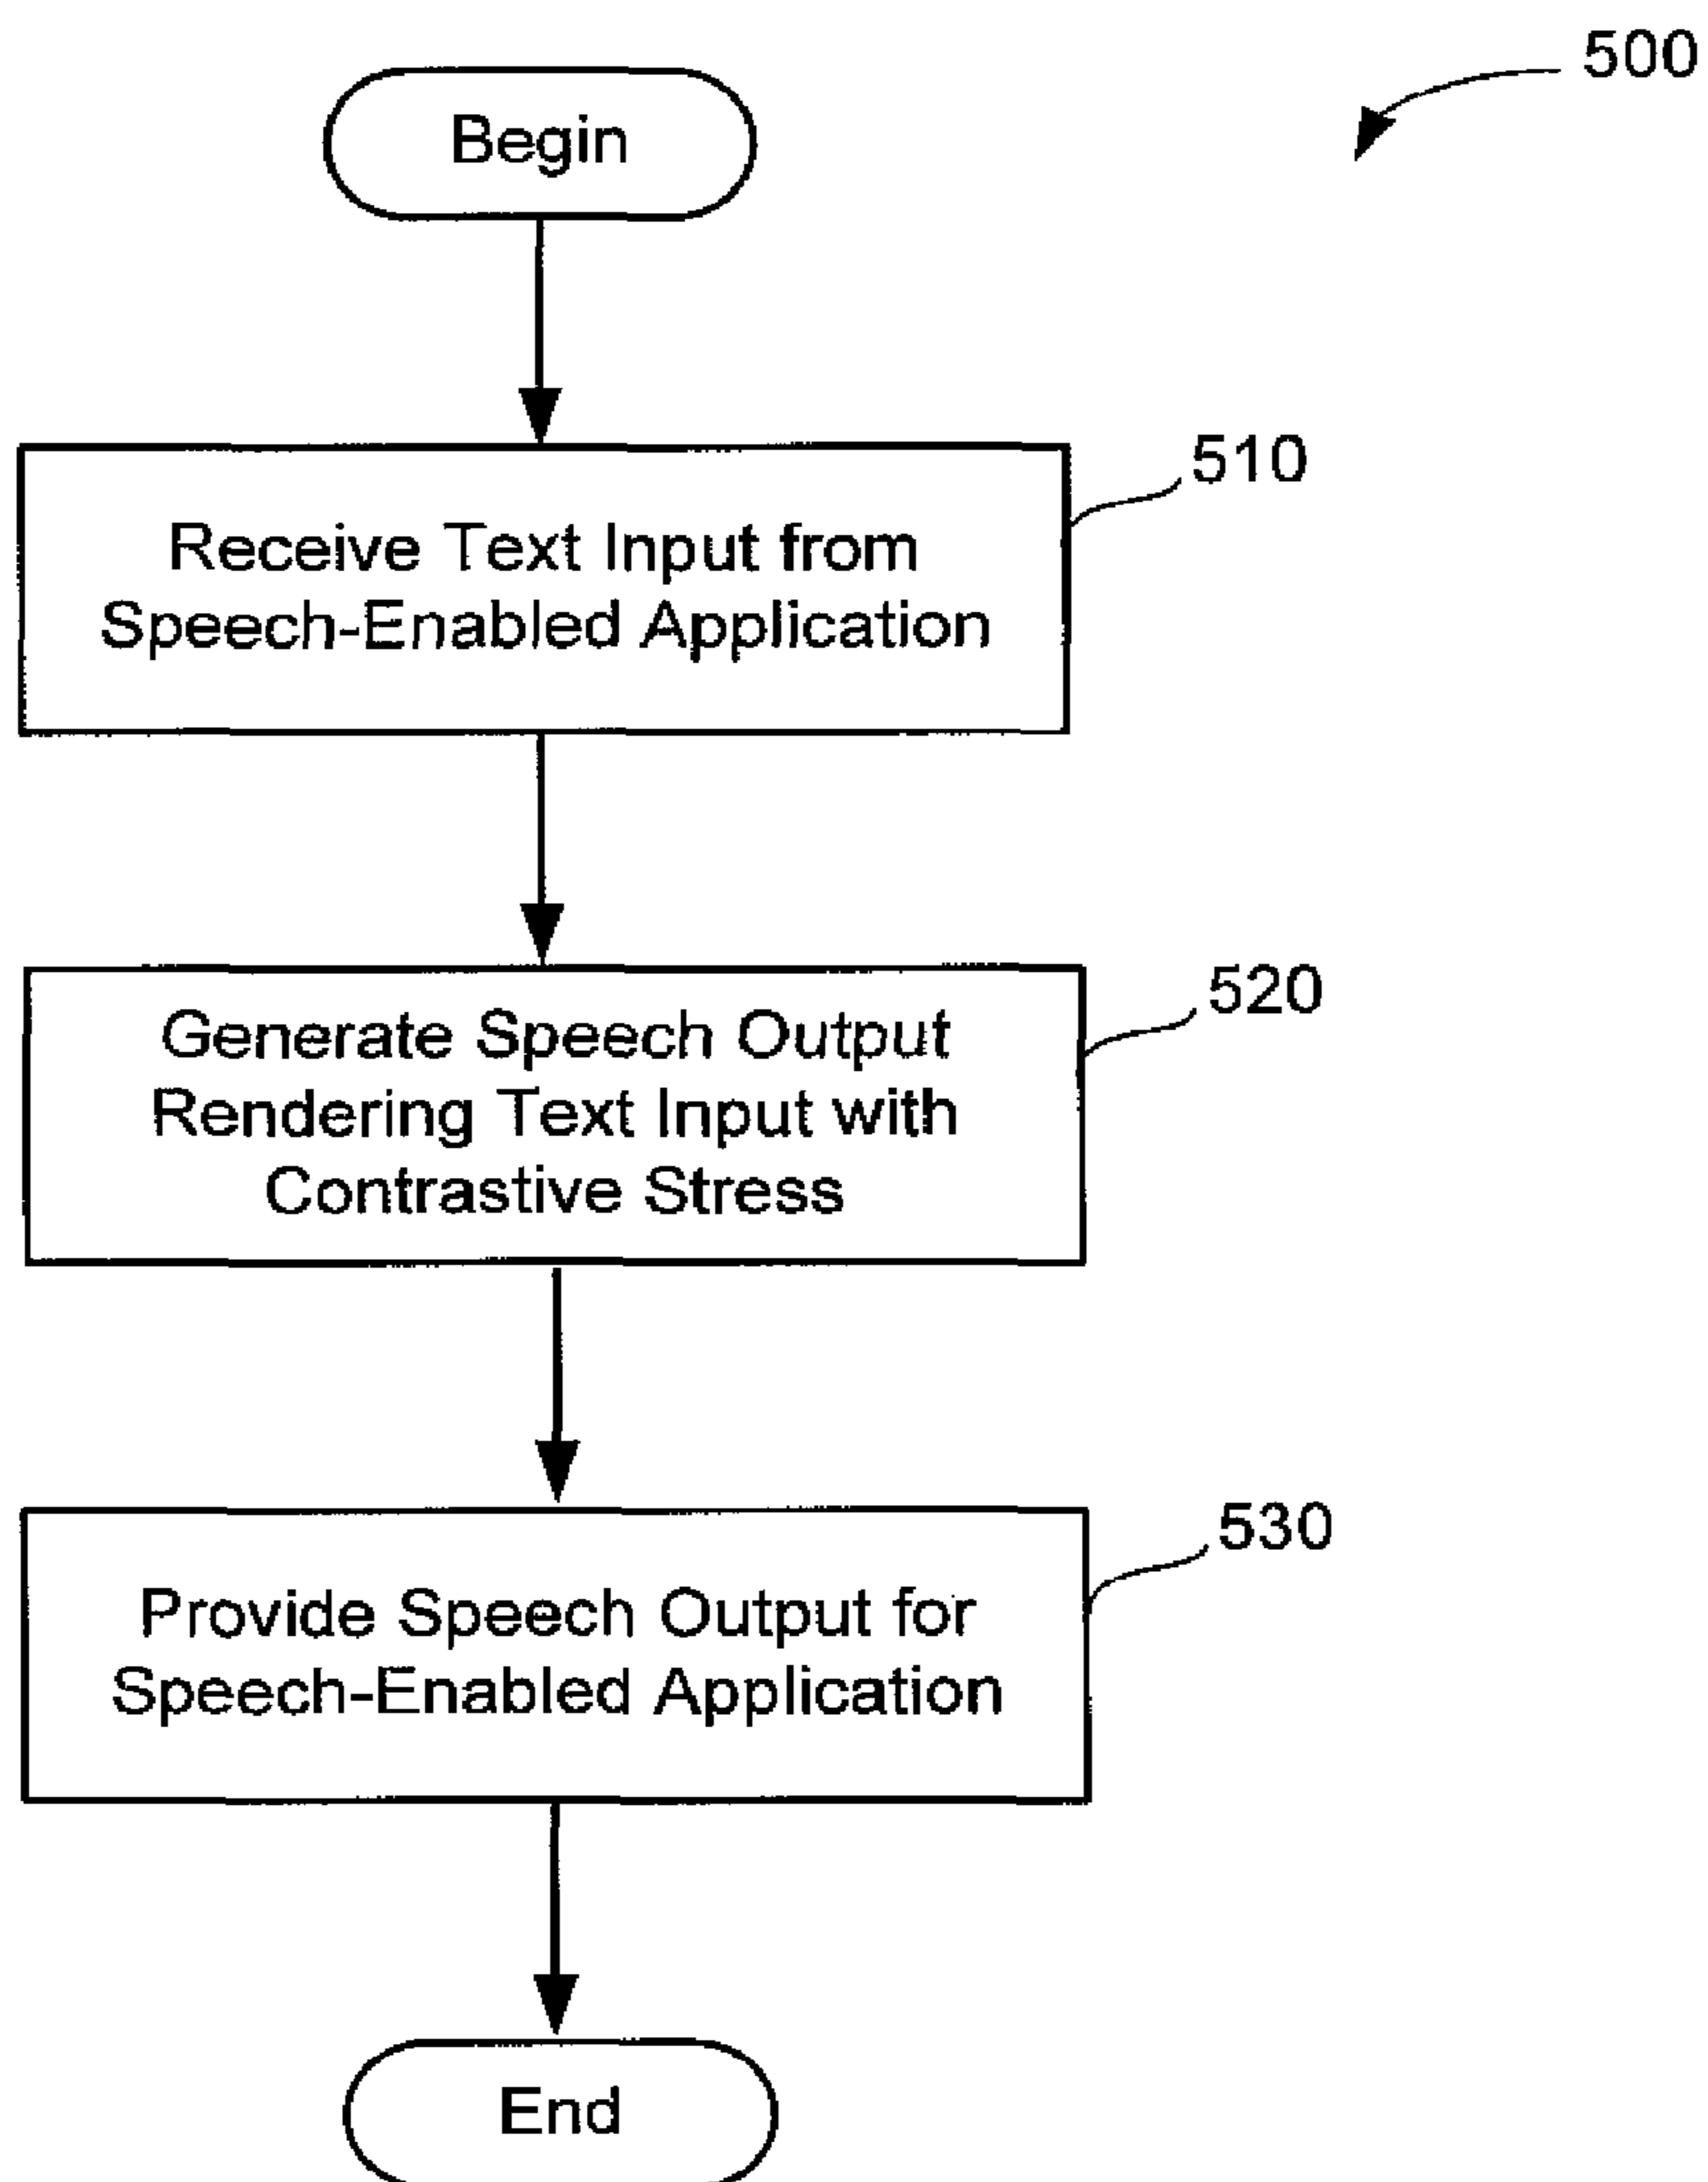 500
Begin
510
Receive Text Input from
Speech-Enabled Application
520
Generate Speech Output
Rendering Text Input with
Contrastive Stress
530
Provide Speech Output for
Speech-Enabled Application
End